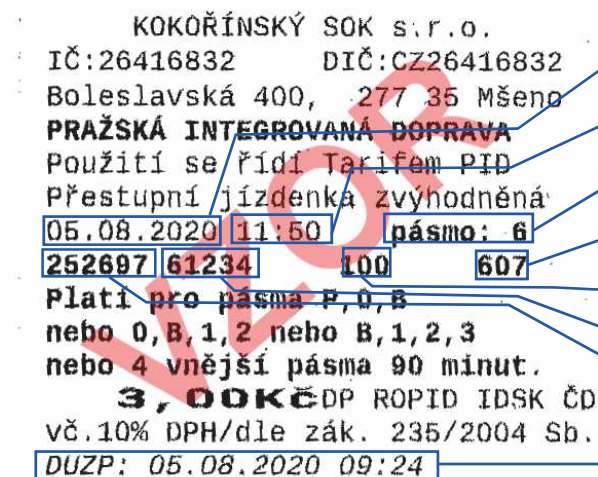 KOKOŘÍNSKÝ SOK s.r.o.
IČ:26416832 DIČ:CZ26416832
Boleslavská 400, 277 35 Mšeno
PRAŽSKÁ INTEGROVANÁ DOPRAVA
Použití se řídí Tarifem PID
Přestupní jízdenka zvýhodněná
05.08.2020 11:50 pásmo: 6
252697 61234 100 607
Platí pro pásma P,0,B
nebo 0,B,1,2 nebo B,1,2,3
nebo 4 vnější pásma 90 minut.
3,00Kč DP ROPID IDSK ČD
vč.10% DPH/dle zák. 235/2004 Sb.
DUZP: 05.08.2020 09:24
VZOR